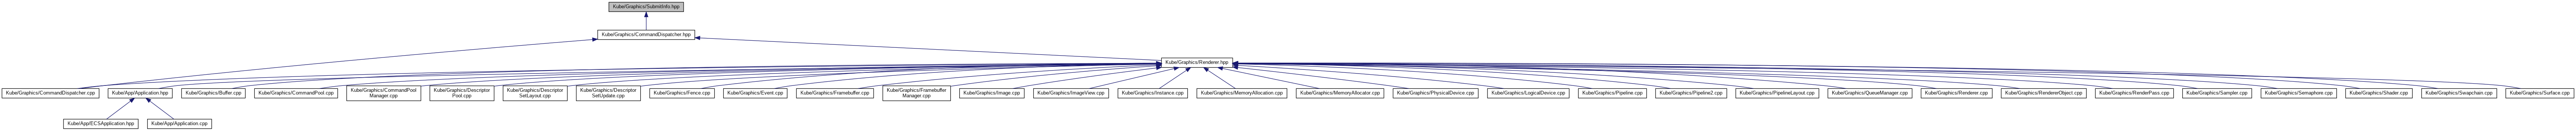 Kube/Graphics/SubmitInfo.hpp
Kube/Graphics/CommandDispatcher.hpp
Kube/Graphics/Renderer.hpp
Kube/Graphics/CommandDispatcher.cpp
Kube/App/Application.hpp
Kube/Graphics/Buffer.cpp
Kube/Graphics/CommandPool.cpp
Kube/Graphics/CommandPool
Manager.cpp
Kube/Graphics/Descriptor
Pool.cpp
Kube/Graphics/Descriptor
SetLayout.cpp
Kube/Graphics/Descriptor
SetUpdate.cpp
Kube/Graphics/Fence.cpp
Kube/Graphics/Event.cpp
Kube/Graphics/Framebuffer.cpp
Kube/Graphics/Framebuffer
Manager.cpp
Kube/Graphics/Image.cpp
Kube/Graphics/ImageView.cpp
Kube/Graphics/Instance.cpp
Kube/Graphics/MemoryAllocation.cpp
Kube/Graphics/MemoryAllocator.cpp
Kube/Graphics/PhysicalDevice.cpp
Kube/Graphics/LogicalDevice.cpp
Kube/Graphics/Pipeline.cpp
Kube/Graphics/Pipeline2.cpp
Kube/Graphics/PipelineLayout.cpp
Kube/Graphics/QueueManager.cpp
Kube/Graphics/Renderer.cpp
Kube/Graphics/RendererObject.cpp
Kube/Graphics/RenderPass.cpp
Kube/Graphics/Sampler.cpp
Kube/Graphics/Semaphore.cpp
Kube/Graphics/Shader.cpp
Kube/Graphics/Swapchain.cpp
Kube/Graphics/Surface.cpp
Kube/App/ECSApplication.hpp
Kube/App/Application.cpp